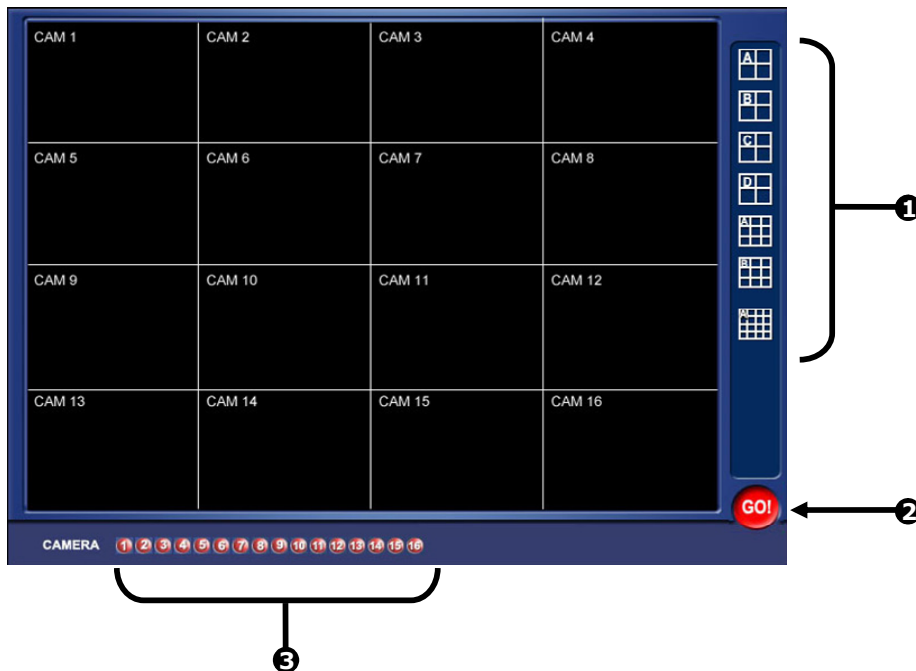 CAM 1 CAM 2 CAM 3 CAM 4
A
B
CAM 5 CAM 6 CAM 7 CAM 8
C
D
A
1
CAM 9 CAM 10 CAM 11 CAM 12
B
A
CAM 13 CAM 14 CAM 15 CAM 16
GO!
2
CAMERA 1 2 3 4 5 6 7 8 9 10 11 12 13 14 15 16
3